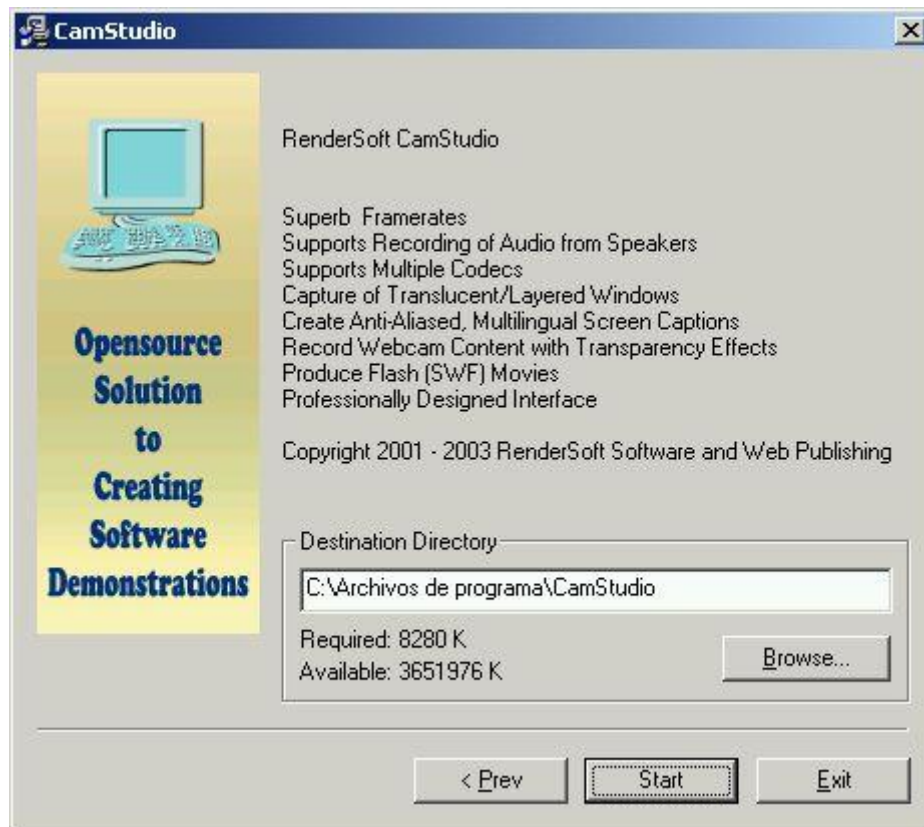 CamStudio
Opensource
Solution
to
Creating
Software
Demonstrations
RenderSoft CamStudio
Superb Framerates
Supports Recording of Audio from Speakers
Supports Multiple Codecs
Capture of Translucent/Layered Windows
Create Anti-Aliased, Multilingual Screen Captions
Record Webcam Content with Transparency Effects
Produce Flash (SWF) Movies
Professionally Designed Interface
Copyright 2001 - 2003 RenderSoft Software and Web Publishing
Destination Directory
C:\Archivos de programa\CamStudio
Required: 8280 K
Available: 3651976 K
Browse...
< Prev
Start
Exit